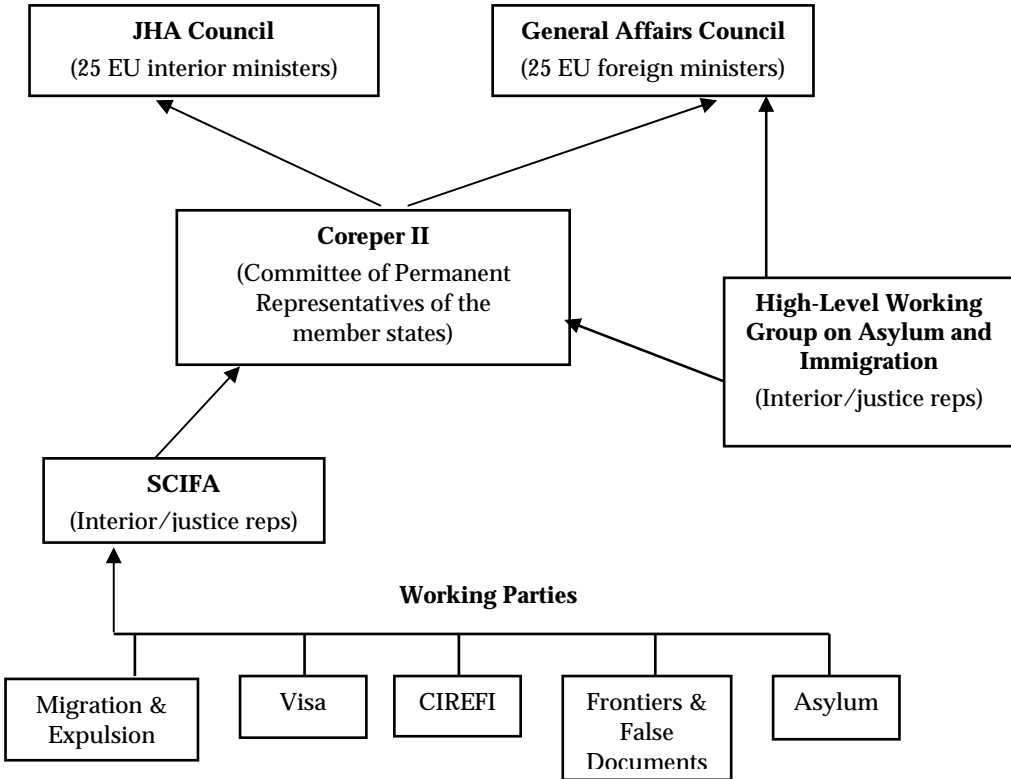 JHA Council
(25 EU interior ministers)
General Affairs Council
(25 EU foreign ministers)
Coreper II
(Committee of Permanent
Representatives of the
member states)
High-Level Working
Group on Asylum and
Immigration
(Interior/justice reps)
SCIFA
(Interior/justice reps)
Working Parties
Migration &
Expulsion
Visa
CIREFI
Frontiers &
False
Documents
Asylum